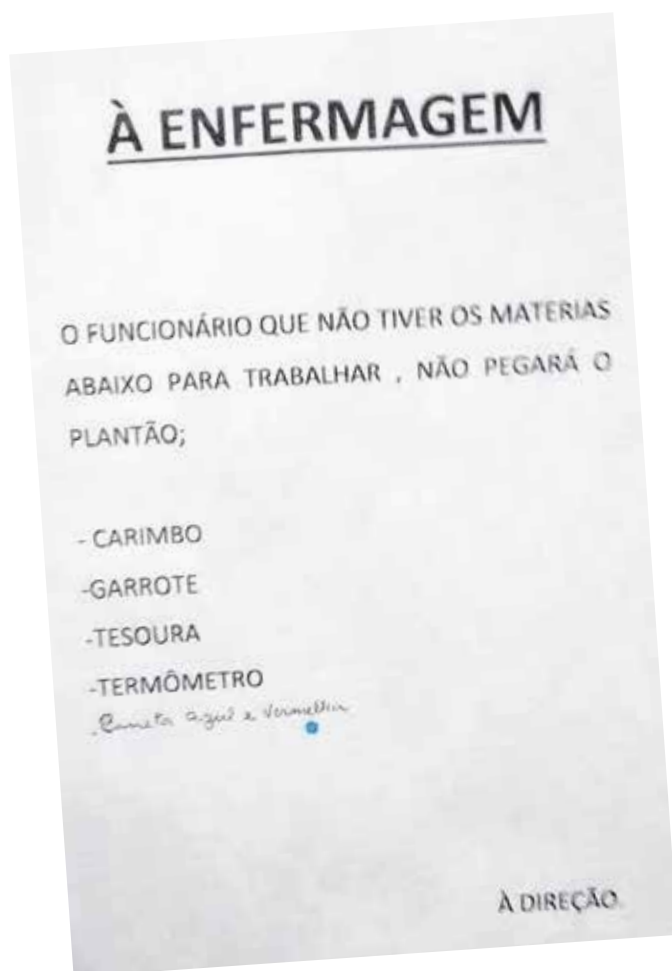 À ENFERMAGEM
O FUNCIONÁRIO QUE NÃO TIVER OS MATERIAS
ABAIXO PARA TRABALHAR , NÃO PEGARÁ O
PLANTÃO;
- CARIMBO
-GARROTE
-TESOURA
-TERMÔMETRO
- Caneta azul e vermelha
À DIREÇÃO.